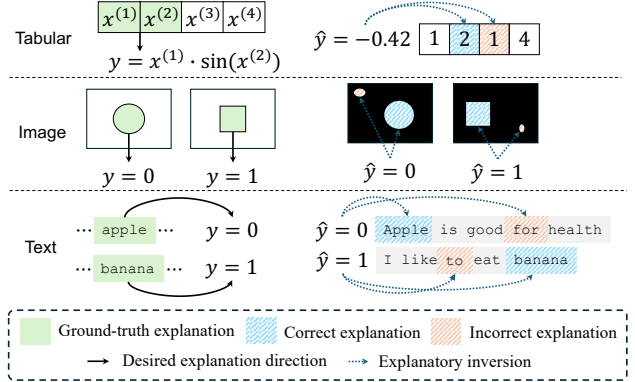 x^(1) x^(2) x^(3) x^(4)
Tabular
y = x^(1) · sin(x^(2))
ŷ = −0.42 1 2 1 4
Image
y = 0 y = 1
ŷ = 0 ŷ = 1
Text
··· apple ··· y = 0
··· banana ··· y = 1
ŷ = 0 Apple is good for health
ŷ = 1 I like to eat banana
Ground-truth explanation Correct explanation Incorrect explanation
Desired explanation direction Explanatory inversion